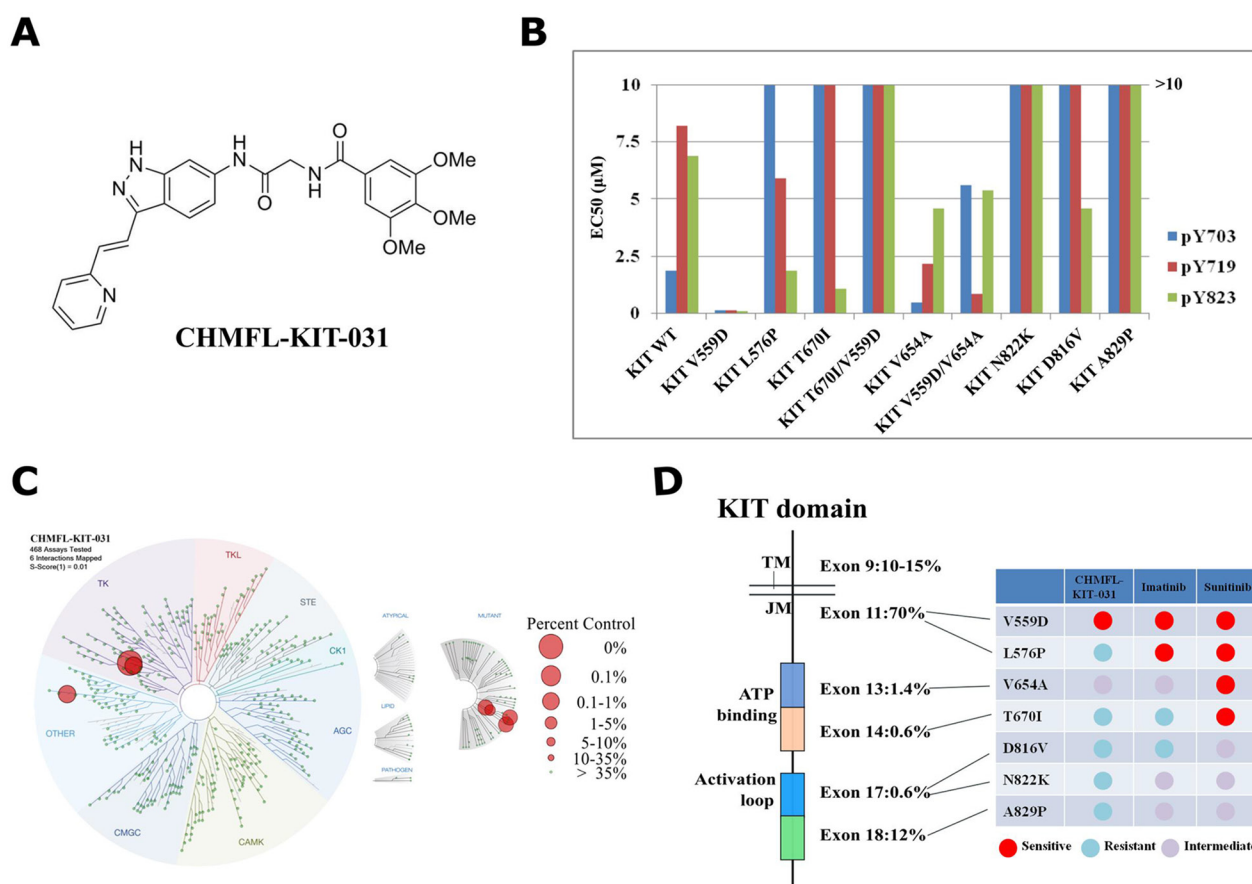 A
H
N
N
H
N
O
N
H
O
OMe
OMe
OMe
N
CHMFL-KIT-031
B
10
7.5
5
2.5
0
EC50 (µM)
>10
pY703
pY719
pY823
KIT WT
KIT V559D
KIT L576P
KIT T670I
KIT T670I/V559D
KIT V654A
KIT V559D/V654A
KIT N822K
KIT D816V
KIT A829P
C
CHMFL-KIT-031
468 Assays Tested
6 Interactions Mapped
S-Score(1) = 0.01
TK
TKL
STE
CK1
AGC
CAMK
CMGC
OTHER
ATYPICAL
MUTANT
LIPID
PATHOGEN
Percent Control
0%
0.1%
0.1-1%
1-5%
5-10%
10-35%
> 35%
D
KIT domain
TM
JM
ATP
binding
Activation
loop
Exon 9:10-15%
Exon 11:70%
Exon 13:1.4%
Exon 14:0.6%
Exon 17:0.6%
Exon 18:12%
CHMFL-
KIT-031
Imatinib
Sunitinib
V559D
L576P
V654A
T670I
D816V
N822K
A829P
Sensitive
Resistant
Intermediate